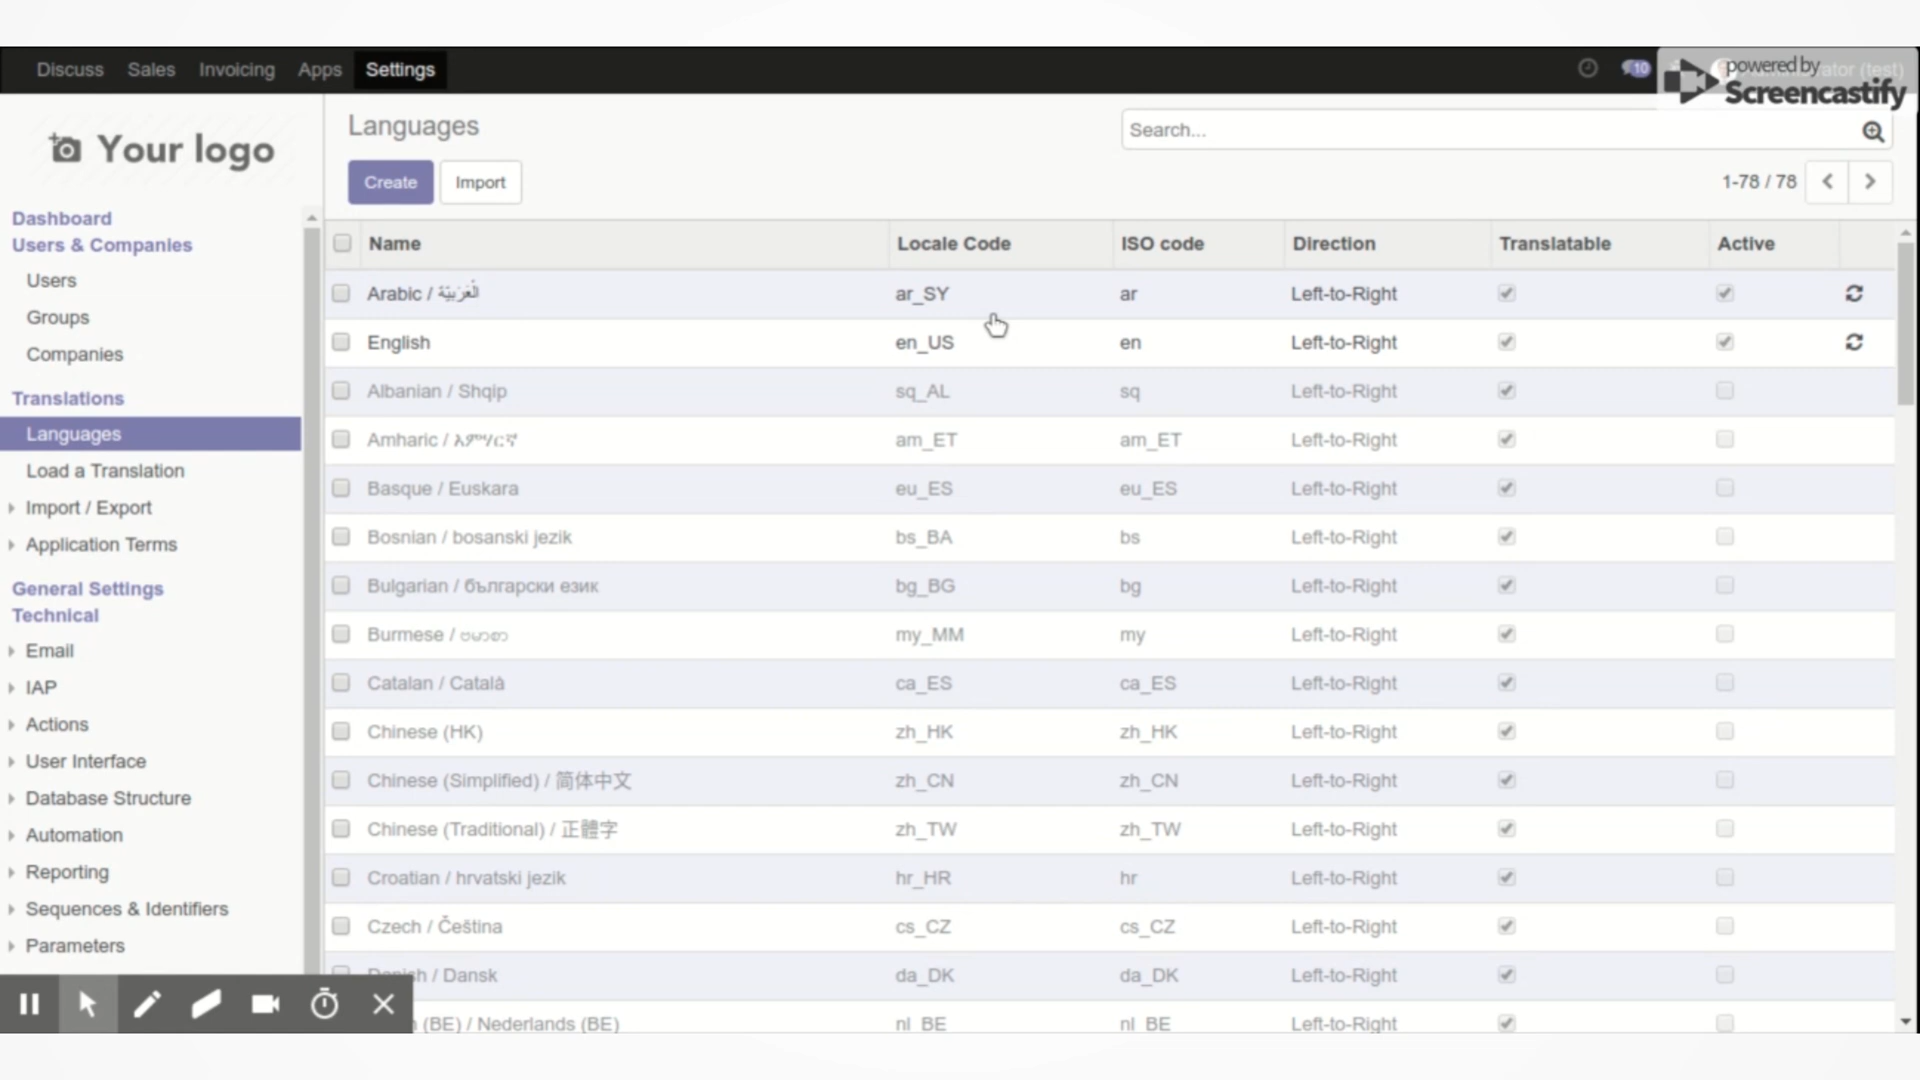 Discuss Sales Invoicing Apps Settings 10 (test)
powered by
Screencastify
Your logo
Languages
Search...
Create Import 1-78 / 78
Dashboard
Users & Companies
Users
Groups
Companies
Translations
Languages
Load a Translation
Import / Export
Application Terms
General Settings
Technical
Email
IAP
Actions
User Interface
Database Structure
Automation
Reporting
Sequences & Identifiers
Parameters
Name Locale Code ISO code Direction Translatable Active
Arabic / الْعَرَبيّة ar_SY ar Left-to-Right
English en_US en Left-to-Right
Albanian / Shqip sq_AL sq Left-to-Right
Amharic / አምሃርኛ am_ET am_ET Left-to-Right
Basque / Euskara eu_ES eu_ES Left-to-Right
Bosnian / bosanski jezik bs_BA bs Left-to-Right
Bulgarian / български език bg_BG bg Left-to-Right
Burmese / ဗမာစာ my_MM my Left-to-Right
Catalan / Català ca_ES ca_ES Left-to-Right
Chinese (HK) zh_HK zh_HK Left-to-Right
Chinese (Simplified) / 简体中文 zh_CN zh_CN Left-to-Right
Chinese (Traditional) / 正體字 zh_TW zh_TW Left-to-Right
Croatian / hrvatski jezik hr_HR hr Left-to-Right
Czech / Čeština cs_CZ cs_CZ Left-to-Right
Danish / Dansk da_DK da_DK Left-to-Right
(BE) / Nederlands (BE) nl_BE nl_BE Left-to-Right